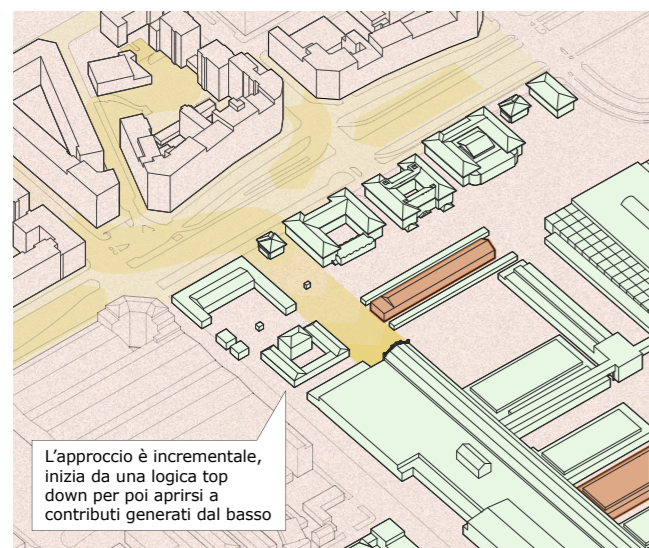 L'approccio è incrementale,
inizia da una logica top
down per poi aprirsi a
contributi generati dal basso